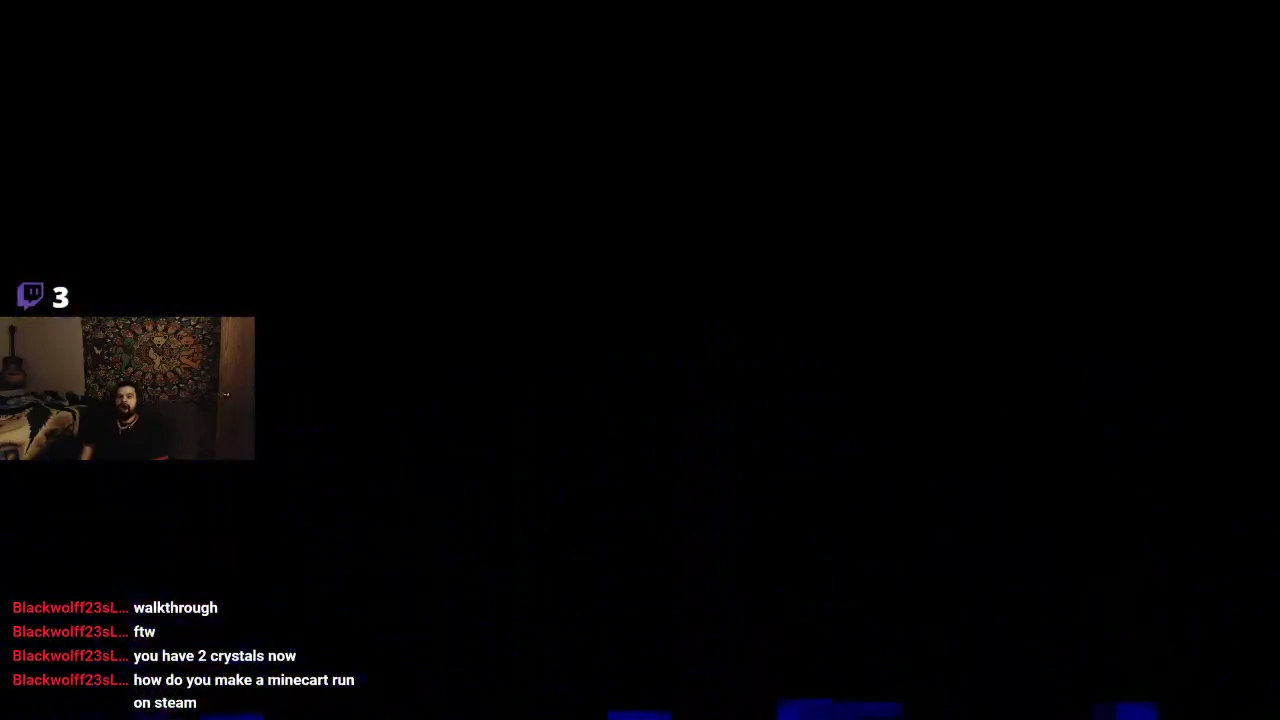 3
Blackwolff23sL... walkthrough
Blackwolff23sL... ftw
Blackwolff23sL... you have 2 crystals now
Blackwolff23sL... how do you make a minecart run
on steam